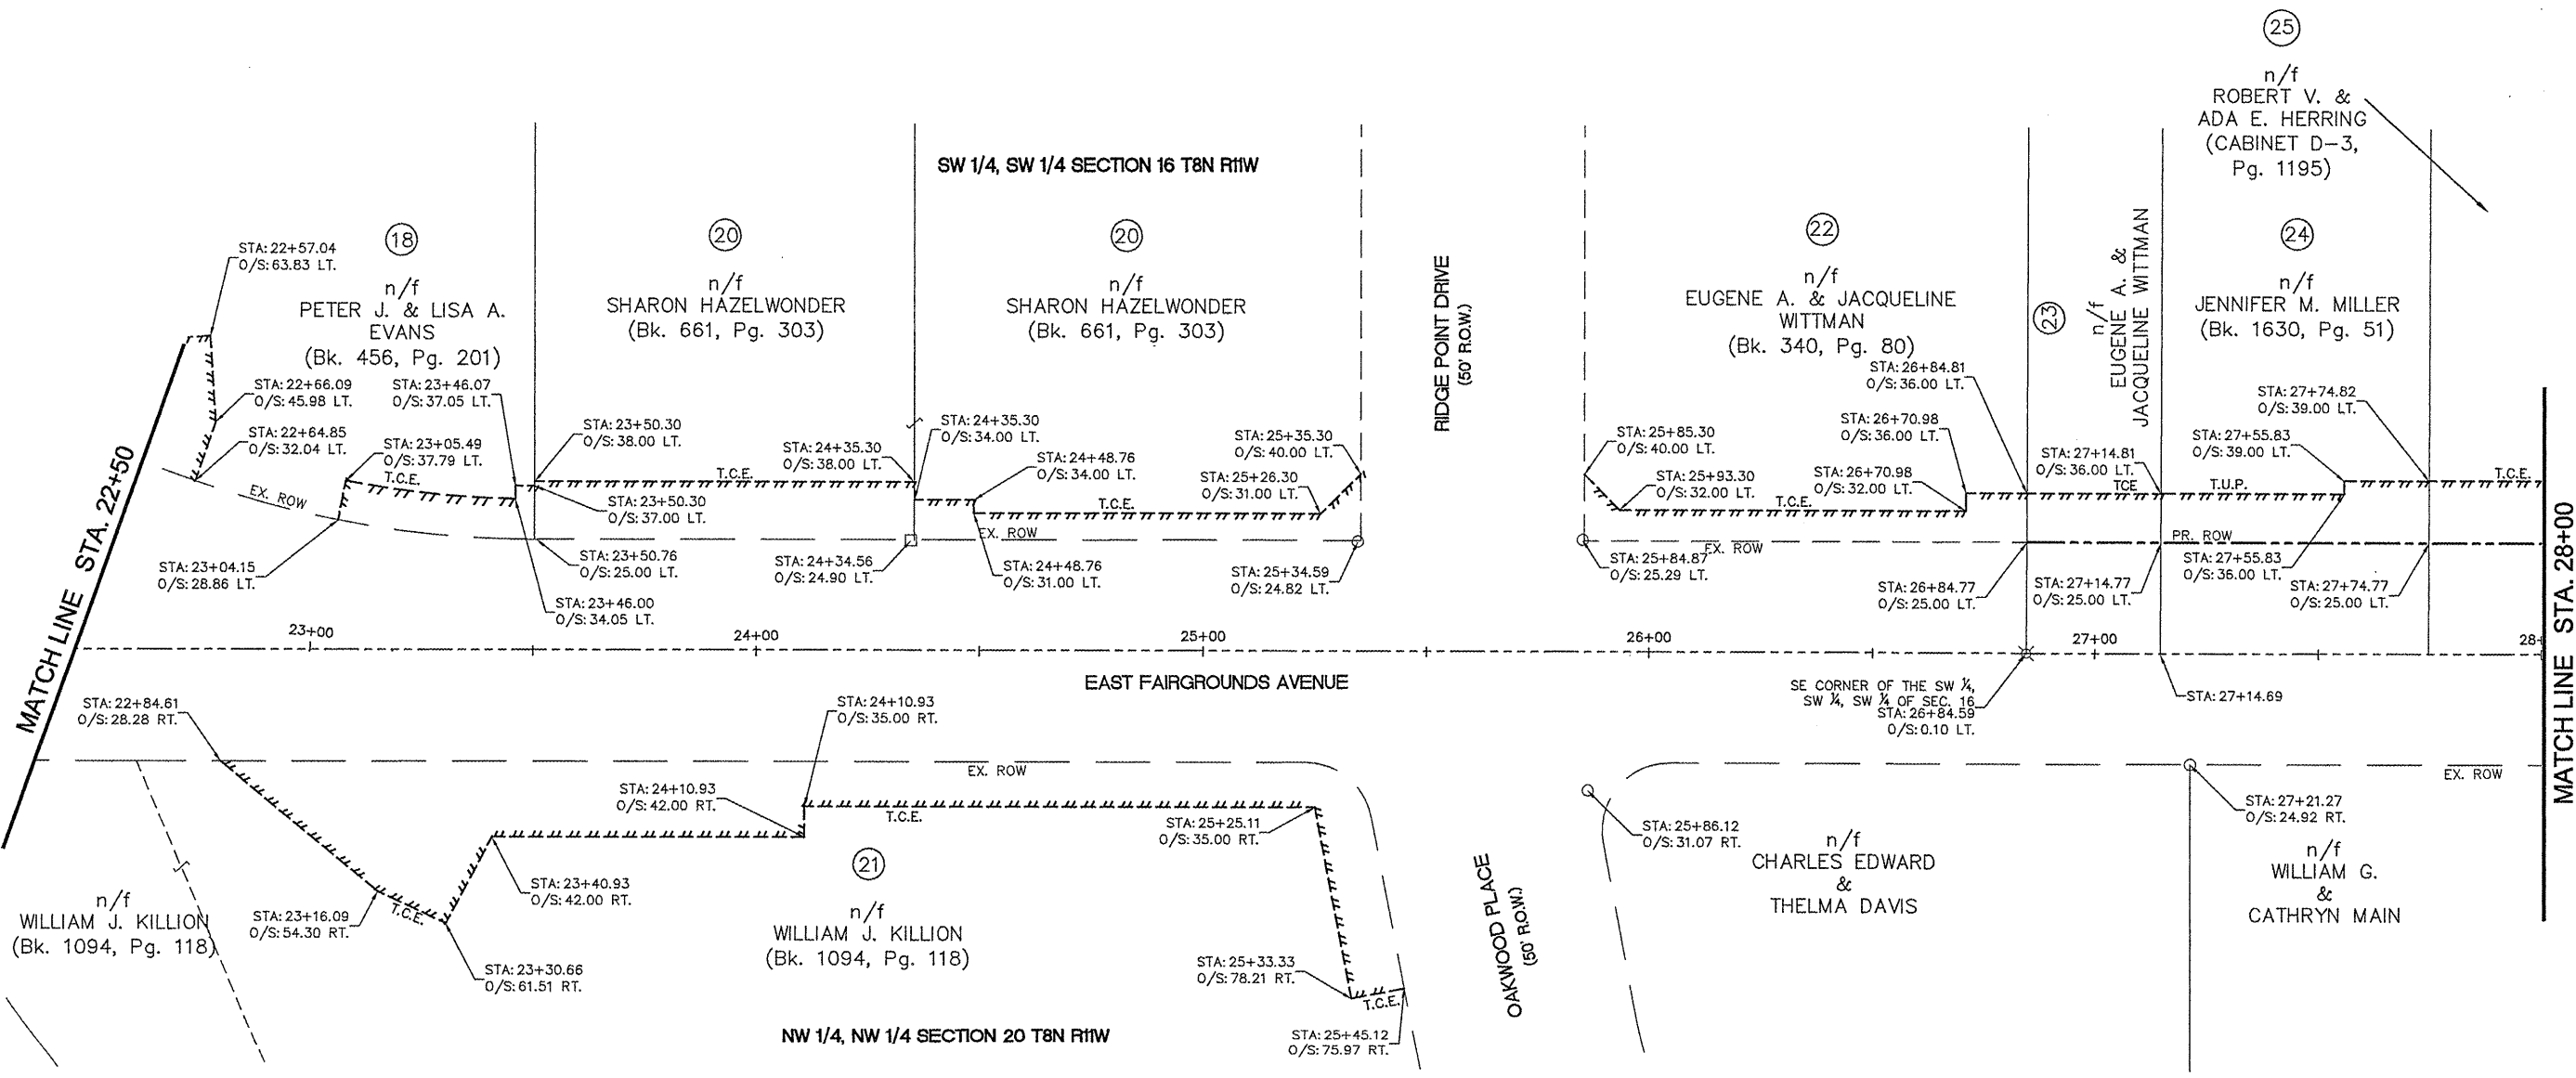 25
n/f
ROBERT V. &
ADA E. HERRING
(CABINET D-3,
Pg. 1195)
SW 1/4, SW 1/4 SECTION 16 T8N R11W
18
n/f
PETER J. & LISA A.
EVANS
(Bk. 456, Pg. 201)
20
n/f
SHARON HAZELWONDER
(Bk. 661, Pg. 303)
20
n/f
SHARON HAZELWONDER
(Bk. 661, Pg. 303)
RIDGE POINT DRIVE
(50' R.O.W.)
22
n/f
EUGENE A. & JACQUELINE
WITTMAN
(Bk. 340, Pg. 80)
23
n/f
EUGENE A. &
JACQUELINE WITTMAN
24
n/f
JENNIFER M. MILLER
(Bk. 1630, Pg. 51)
MATCH LINE STA. 22+50
STA: 22+57.04
O/S: 63.83 LT.
STA: 22+66.09
O/S: 45.98 LT.
STA: 22+64.85
O/S: 32.04 LT.
EX. ROW
STA: 23+05.49
O/S: 37.79 LT.
T.C.E.
STA: 23+46.07
O/S: 37.05 LT.
STA: 23+04.15
O/S: 28.86 LT.
STA: 23+50.30
O/S: 38.00 LT.
STA: 23+50.30
O/S: 37.00 LT.
STA: 23+50.76
O/S: 25.00 LT.
STA: 23+46.00
O/S: 34.05 LT.
T.C.E.
STA: 24+35.30
O/S: 38.00 LT.
STA: 24+35.30
O/S: 34.00 LT.
STA: 24+48.76
O/S: 34.00 LT.
STA: 24+34.56
O/S: 24.90 LT.
EX. ROW
STA: 24+48.76
O/S: 31.00 LT.
T.C.E.
STA: 25+35.30
O/S: 40.00 LT.
STA: 25+26.30
O/S: 31.00 LT.
STA: 25+34.59
O/S: 24.82 LT.
STA: 25+85.30
O/S: 40.00 LT.
STA: 25+93.30
O/S: 32.00 LT.
STA: 25+84.87
O/S: 25.29 LT.
EX. ROW
T.C.E.
STA: 26+84.81
O/S: 36.00 LT.
STA: 26+70.98
O/S: 36.00 LT.
STA: 26+70.98
O/S: 32.00 LT.
STA: 26+84.77
O/S: 25.00 LT.
STA: 27+14.81
O/S: 36.00 LT.
TCE
T.U.P.
STA: 27+14.77
O/S: 25.00 LT.
STA: 27+74.82
O/S: 39.00 LT.
STA: 27+55.83
O/S: 39.00 LT.
T.C.E.
PR. ROW
STA: 27+55.83
O/S: 36.00 LT.
STA: 27+74.77
O/S: 25.00 LT.
MATCH LINE STA. 28+00
23+00
24+00
25+00
26+00
27+00
28+
EAST FAIRGROUNDS AVENUE
SE CORNER OF THE SW ¼,
SW ¼, SW ¼ OF SEC. 16
STA: 26+84.59
O/S: 0.10 LT.
STA: 27+14.69
STA: 22+84.61
O/S: 28.28 RT.
STA: 24+10.93
O/S: 35.00 RT.
STA: 24+10.93
O/S: 42.00 RT.
EX. ROW
T.C.E.
STA: 25+25.11
O/S: 35.00 RT.
STA: 23+40.93
O/S: 42.00 RT.
STA: 23+16.09
O/S: 54.30 RT.
T.C.E.
STA: 23+30.66
O/S: 61.51 RT.
n/f
WILLIAM J. KILLION
(Bk. 1094, Pg. 118)
21
n/f
WILLIAM J. KILLION
(Bk. 1094, Pg. 118)
STA: 25+33.33
O/S: 78.21 RT.
T.C.E.
STA: 25+45.12
O/S: 75.97 RT.
OAKWOOD PLACE
(50' R.O.W.)
STA: 25+86.12
O/S: 31.07 RT.
n/f
CHARLES EDWARD
&
THELMA DAVIS
EX. ROW
STA: 27+21.27
O/S: 24.92 RT.
n/f
WILLIAM G.
&
CATHRYN MAIN
NW 1/4, NW 1/4 SECTION 20 T8N R11W